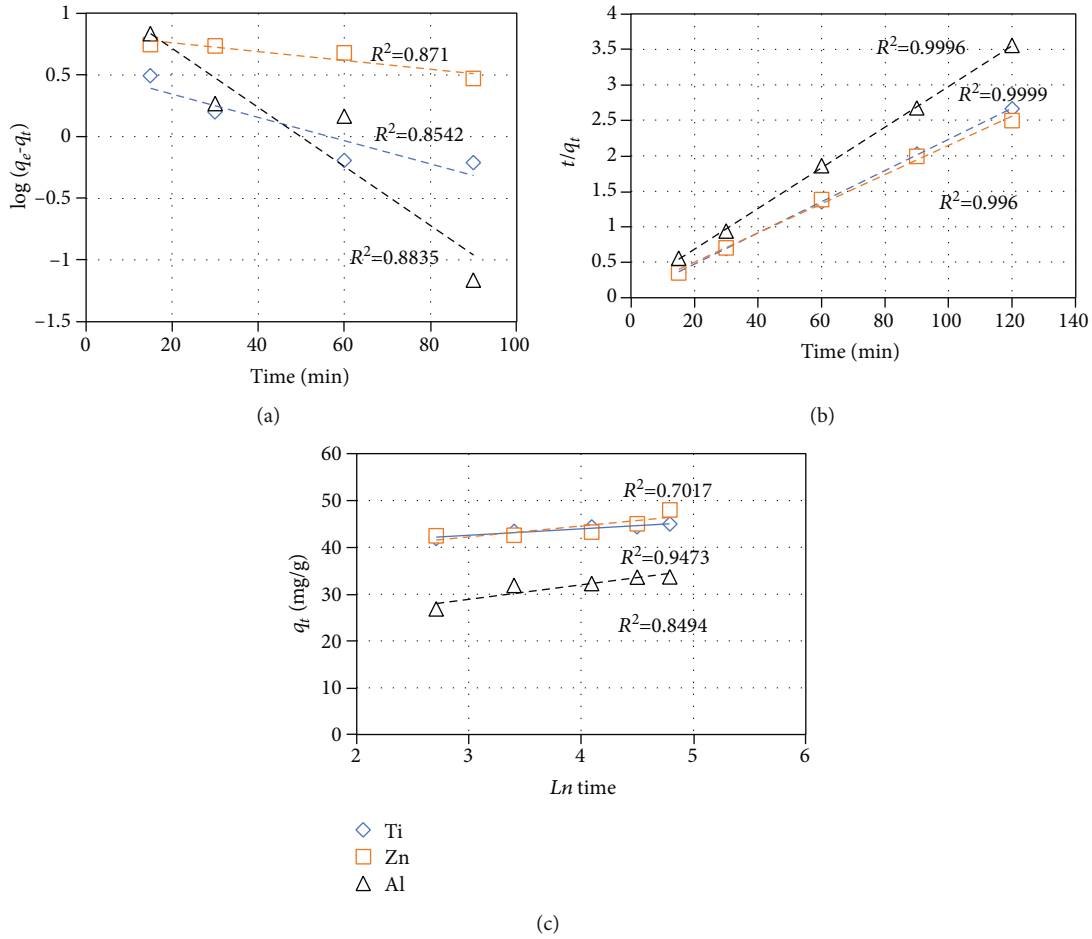 1
0.5
0
–0.5
–1
–1.5
log (qe-qt)
R2=0.871
R2=0.8542
R2=0.8835
0 20 40 60 80 100
Time (min)
(a)
4
3.5
3
2.5
2
1.5
1
0.5
0
t/qt
R2=0.9996
R2=0.9999
R2=0.996
0 20 40 60 80 100 120 140
Time (min)
(b)
60
50
40
30
20
10
0
qt (mg/g)
R2=0.7017
R2=0.9473
R2=0.8494
2 3 4 5 6
Ln time
Ti
Zn
Al
(c)